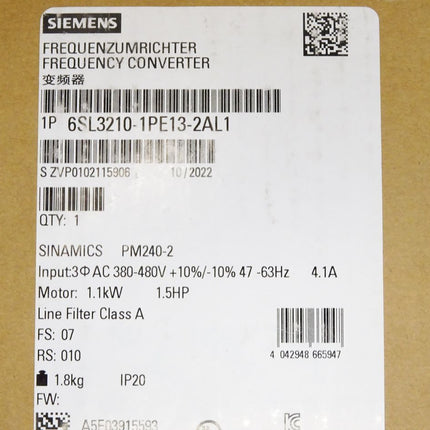 SIEMENS
FREQUENZUMRICHTER
FREQUENCY CONVERTER
变频器
1P 6SL3210-1PE13-2AL1
S ZVP0102115906 10/2022
QTY: 1
SINAMICS PM240-2
Input:3Φ AC 380-480V +10%/-10% 47 -63Hz 4.1A
Motor: 1.1kW 1.5HP
Line Filter Class A
FS: 07
RS: 010
4 042948 665947
1.8kg IP20
FW:
A5E03915593